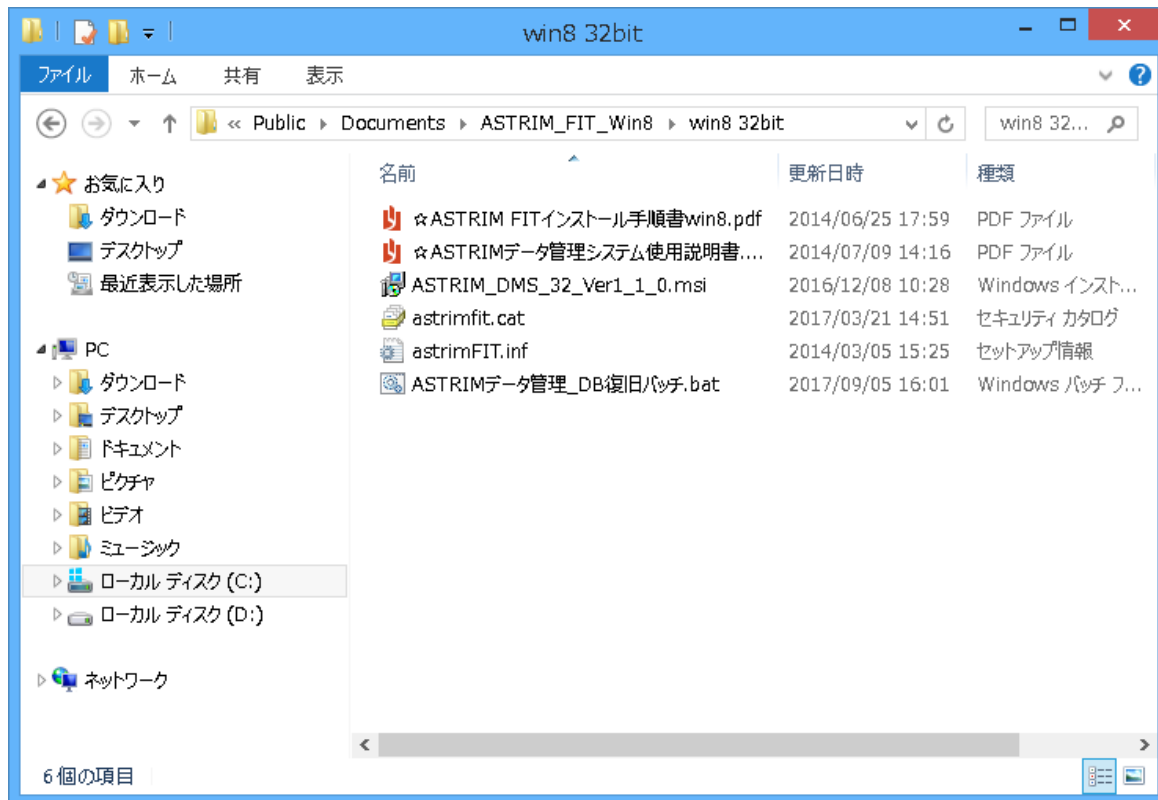 win8 32bit
ファイル ホーム 共有 表示
« Public Documents ASTRIM_FIT_Win8 win8 32bit win8 32...
名前 更新日時 種類
☆ASTRIM FITインストール手順書win8.pdf 2014/06/25 17:59 PDF ファイル
☆ASTRIMデータ管理システム使用説明書.... 2014/07/09 14:16 PDF ファイル
ASTRIM_DMS_32_Ver1_1_0.msi 2016/12/08 10:28 Windows インスト...
astrimfit.cat 2017/03/21 14:51 セキュリティ カタログ
astrimFIT.inf 2014/03/05 15:25 セットアップ情報
ASTRIMデータ管理_DB復旧バッチ.bat 2017/09/05 16:01 Windows バッチ フ...
お気に入り
ダウンロード
デスクトップ
最近表示した場所
PC
ダウンロード
デスクトップ
ドキュメント
ピクチャ
ビデオ
ミュージック
ローカル ディスク (C:)
ローカル ディスク (D:)
ネットワーク
6 個の項目